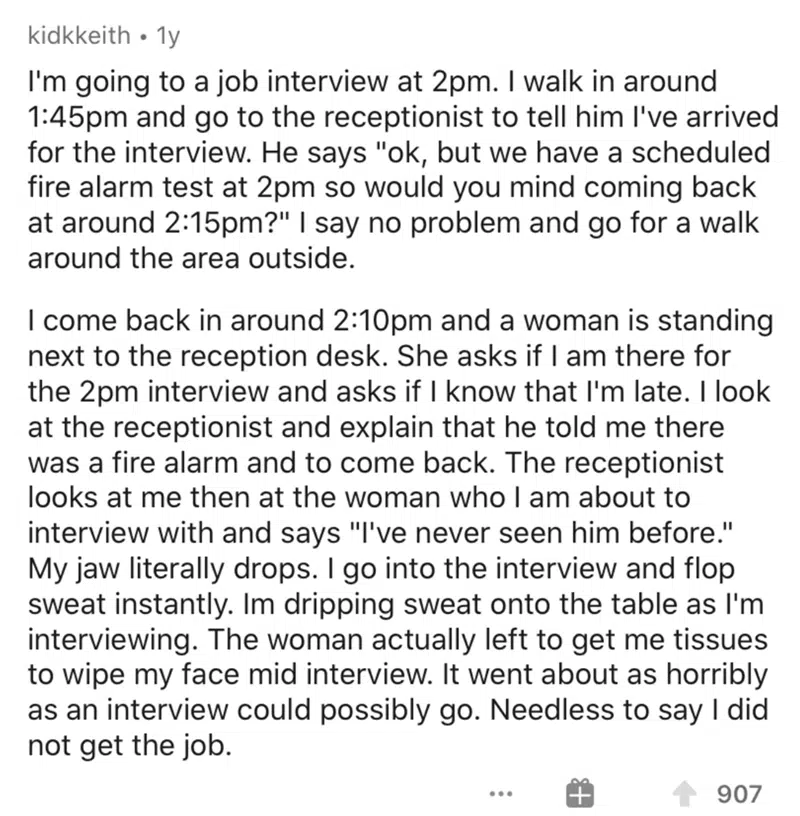 kidkkeith • 1y
I'm going to a job interview at 2pm. I walk in around
1:45pm and go to the receptionist to tell him I've arrived
for the interview. He says "ok, but we have a scheduled
fire alarm test at 2pm so would you mind coming back
at around 2:15pm?" I say no problem and go for a walk
around the area outside.
I come back in around 2:10pm and a woman is standing
next to the reception desk. She asks if I am there for
the 2pm interview and asks if I know that I'm late. I look
at the receptionist and explain that he told me there
was a fire alarm and to come back. The receptionist
looks at me then at the woman who I am about to
interview with and says "I've never seen him before."
My jaw literally drops. I go into the interview and flop
sweat instantly. Im dripping sweat onto the table as I'm
interviewing. The woman actually left to get me tissues
to wipe my face mid interview. It went about as horribly
as an interview could possibly go. Needless to say I did
not get the job.
907